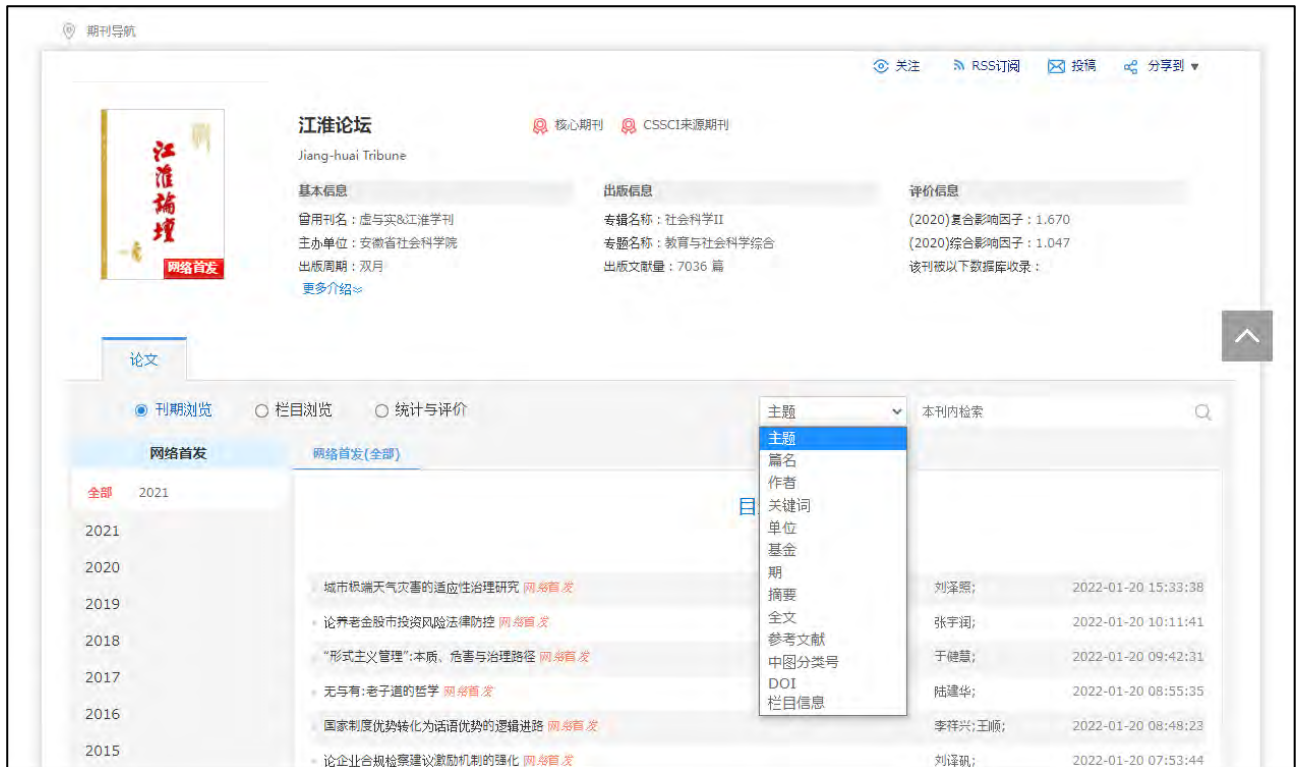 期刊导航
关注 RSS订阅 投稿 分享到▼
江淮論壇
网络首发
江淮论坛 核心期刊 CSSCI来源期刊
Jiang-huai Tribune
基本信息 出版信息 评价信息
曾用刊名：虚与实&江淮学刊 专辑名称：社会科学II (2020)复合影响因子：1.670
主办单位：安徽省社会科学院 专题名称：教育与社会科学综合 (2020)综合影响因子：1.047
出版周期：双月 出版文献量：7036 篇 该刊被以下数据库收录：
更多介绍
论文
刊期浏览 栏目浏览 统计与评价 主题 本刊内检索
网络首发 网络首发(全部)
全部 2021
2021
2020
2019
2018
2017
2016
2015
目
主题
篇名
作者
关键词
单位
基金
期
摘要
全文
参考文献
中图分类号
DOI
栏目信息
城市极端天气灾害的适应性治理研究 网络首发 刘泽照; 2022-01-20 15:33:38
论养老金股市投资风险法律防控 网络首发 张宇润; 2022-01-20 10:11:41
“形式主义管理”:本质、危害与治理路径 网络首发 于健慧; 2022-01-20 09:42:31
无与有:老子道的哲学 网络首发 陆建华; 2022-01-20 08:55:35
国家制度优势转化为话语优势的逻辑进路 网络首发 李祥兴;王顺; 2022-01-20 08:48:23
论企业合规检察建议激励机制的强化 网络首发 刘译矾; 2022-01-20 07:53:44